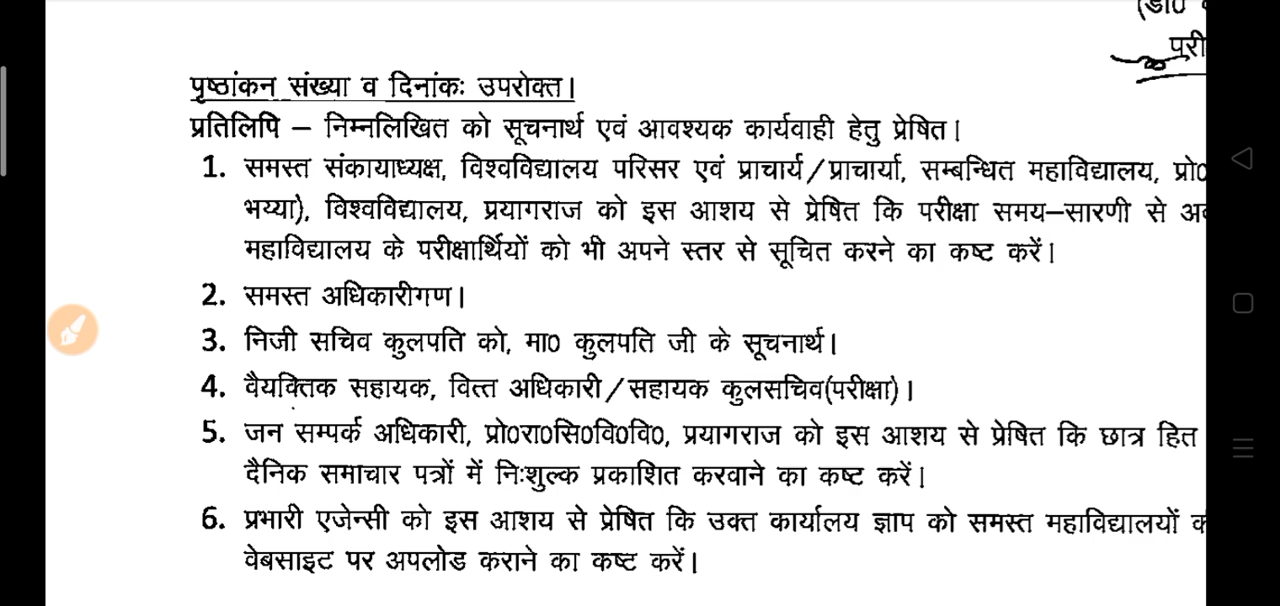 (डा0
परी
पृष्ठांकन संख्या व दिनांकः उपरोक्त।
प्रतिलिपि – निम्नलिखित को सूचनार्थ एवं आवश्यक कार्यवाही हेतु प्रेषित।
1. समस्त संकायाध्यक्ष, विश्वविद्यालय परिसर एवं प्राचार्य/प्राचार्या, सम्बन्धित महाविद्यालय, प्रो0
भय्या), विश्वविद्यालय, प्रयागराज को इस आशय से प्रेषित कि परीक्षा समय–सारणी से
महाविद्यालय के परीक्षार्थियों को भी अपने स्तर से सूचित करने का कष्ट करें।
2. समस्त अधिकारीगण।
3. निजी सचिव कुलपति को, मा0 कुलपति जी के सूचनार्थ।
4. वैयक्तिक सहायक, वित्त अधिकारी/सहायक कुलसचिव(परीक्षा)।
5. जन सम्पर्क अधिकारी, प्रो0रा0सि0वि0वि0, प्रयागराज को इस आशय से प्रेषित कि छात्र हित
दैनिक समाचार पत्रों में निःशुल्क प्रकाशित करवाने का कष्ट करें।
6. प्रभारी एजेन्सी को इस आशय से प्रेषित कि उक्त कार्यालय ज्ञाप को समस्त महाविद्यालयों
वेबसाइट पर अपलोड कराने का कष्ट करें।